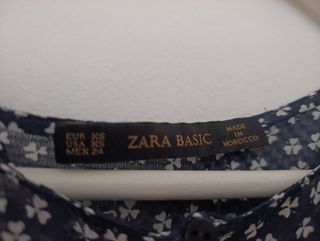 EUR XS
USA XS
MEX 24
ZARA BASIC
MADE
IN
MOROCCO